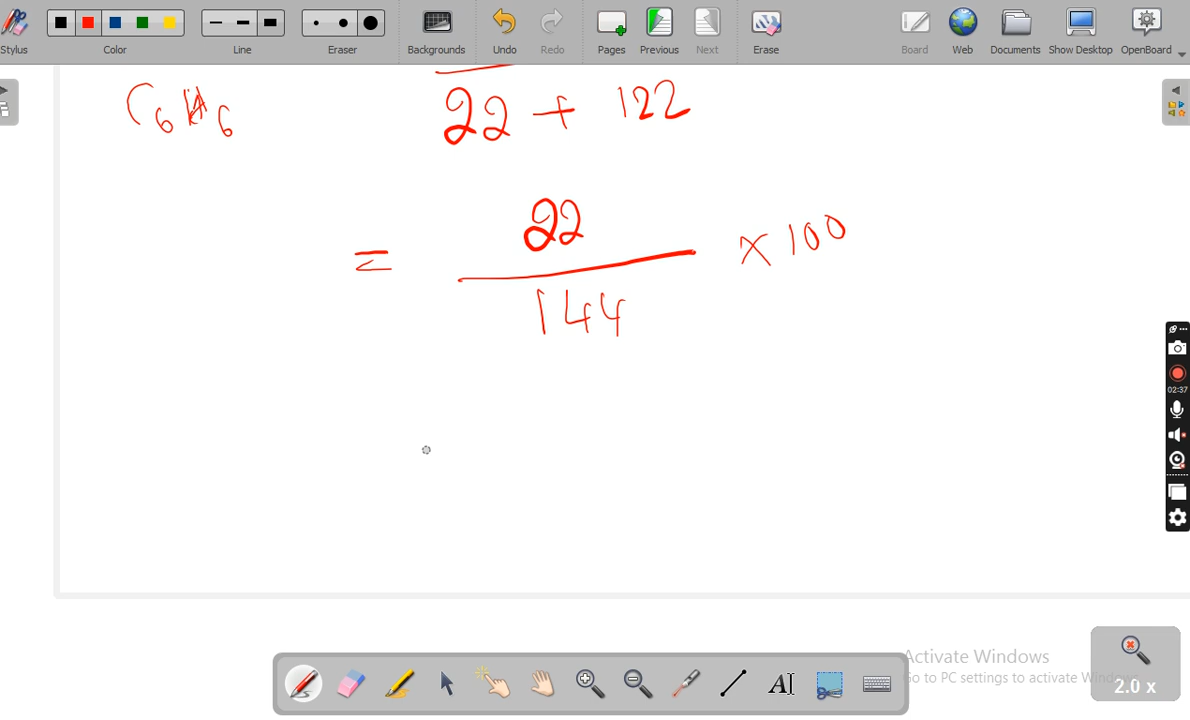 Stylus Color Line Eraser Backgrounds Undo Redo Pages Previous Next Erase Board Web Documents Show Desktop OpenBoard
C6H6
22 + 122
= 22/144 × 100
02:37
Activate Windows
Go to PC settings to activate Windows.
AI
2.0 x